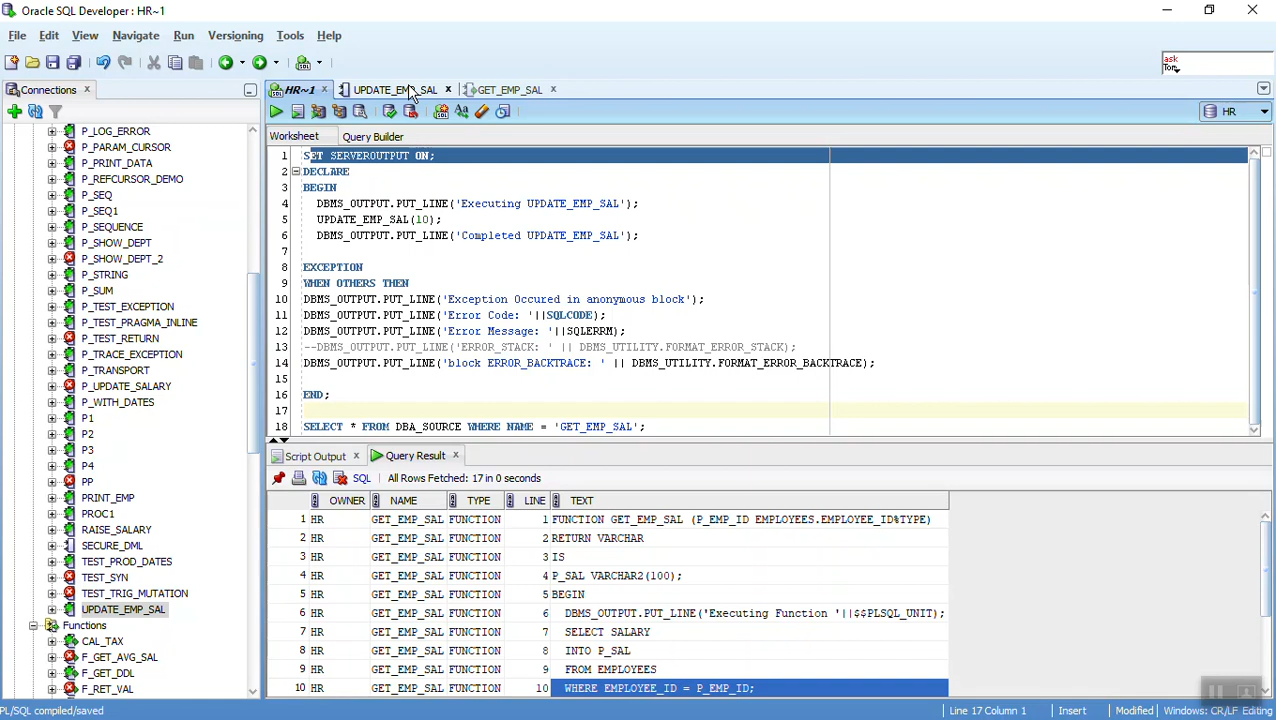 Oracle SQL Developer : HR~1
File Edit View Navigate Run Versioning Tools Help
ask
Tom
Connections
HR~1 UPDATE_EMP_SAL GET_EMP_SAL
HR
Worksheet Query Builder
P_LOG_ERROR
P_PARAM_CURSOR
P_PRINT_DATA
P_REFCURSOR_DEMO
P_SEQ
P_SEQ1
P_SEQUENCE
P_SHOW_DEPT
P_SHOW_DEPT_2
P_STRING
P_SUM
P_TEST_EXCEPTION
P_TEST_PRAGMA_INLINE
P_TEST_RETURN
P_TRACE_EXCEPTION
P_TRANSPORT
P_UPDATE_SALARY
P_WITH_DATES
P1
P2
P3
P4
PP
PRINT_EMP
PROC1
RAISE_SALARY
SECURE_DML
TEST_PROD_DATES
TEST_SYN
TEST_TRIG_MUTATION
UPDATE_EMP_SAL
Functions
CAL_TAX
F_GET_AVG_SAL
F_GET_DDL
F_RET_VAL
1 SET SERVEROUTPUT ON;
2 DECLARE
3 BEGIN
4 DBMS_OUTPUT.PUT_LINE('Executing UPDATE_EMP_SAL');
5 UPDATE_EMP_SAL(10);
6 DBMS_OUTPUT.PUT_LINE('Completed UPDATE_EMP_SAL');
7
8 EXCEPTION
9 WHEN OTHERS THEN
10 DBMS_OUTPUT.PUT_LINE('Exception Occured in anonymous block');
11 DBMS_OUTPUT.PUT_LINE('Error Code: '||SQLCODE);
12 DBMS_OUTPUT.PUT_LINE('Error Message: '||SQLERRM);
13 --DBMS_OUTPUT.PUT_LINE('ERROR_STACK: ' || DBMS_UTILITY.FORMAT_ERROR_STACK);
14 DBMS_OUTPUT.PUT_LINE('block ERROR_BACKTRACE: ' || DBMS_UTILITY.FORMAT_ERROR_BACKTRACE);
15
16 END;
17
18 SELECT * FROM DBA_SOURCE WHERE NAME = 'GET_EMP_SAL';
Script Output Query Result
SQL All Rows Fetched: 17 in 0 seconds
OWNER NAME TYPE LINE TEXT
1 HR GET_EMP_SAL FUNCTION 1 FUNCTION GET_EMP_SAL (P_EMP_ID EMPLOYEES.EMPLOYEE_ID%TYPE)
2 HR GET_EMP_SAL FUNCTION 2 RETURN VARCHAR
3 HR GET_EMP_SAL FUNCTION 3 IS
4 HR GET_EMP_SAL FUNCTION 4 P_SAL VARCHAR2(100);
5 HR GET_EMP_SAL FUNCTION 5 BEGIN
6 HR GET_EMP_SAL FUNCTION 6 DBMS_OUTPUT.PUT_LINE('Executing Function '||$$PLSQL_UNIT);
7 HR GET_EMP_SAL FUNCTION 7 SELECT SALARY
8 HR GET_EMP_SAL FUNCTION 8 INTO P_SAL
9 HR GET_EMP_SAL FUNCTION 9 FROM EMPLOYEES
10 HR GET_EMP_SAL FUNCTION 10 WHERE EMPLOYEE_ID = P_EMP_ID;
PL/SQL compiled/saved Line 17 Column 1 Insert Modified Windows: CR/LF Editing